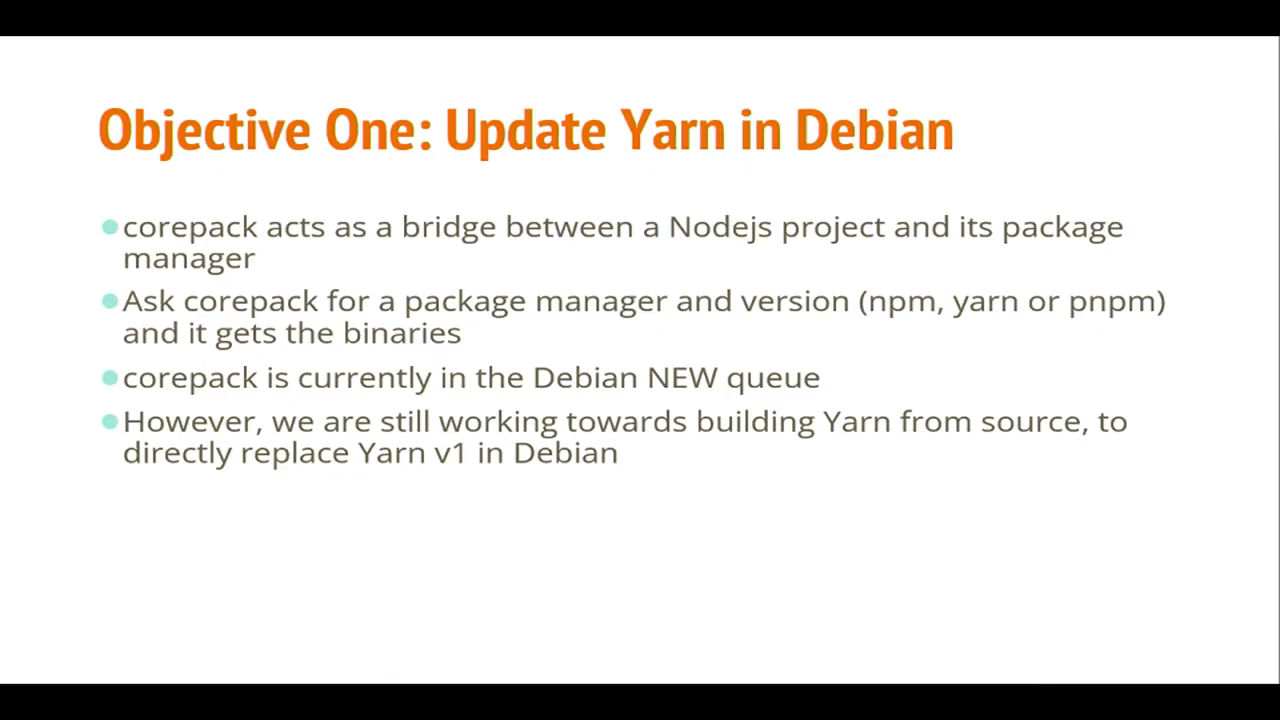 Objective One: Update Yarn in Debian
corepack acts as a bridge between a Nodejs project and its package
manager
Ask corepack for a package manager and version (npm, yarn or pnpm)
and it gets the binaries
corepack is currently in the Debian NEW queue
However, we are still working towards building Yarn from source, to
directly replace Yarn v1 in Debian